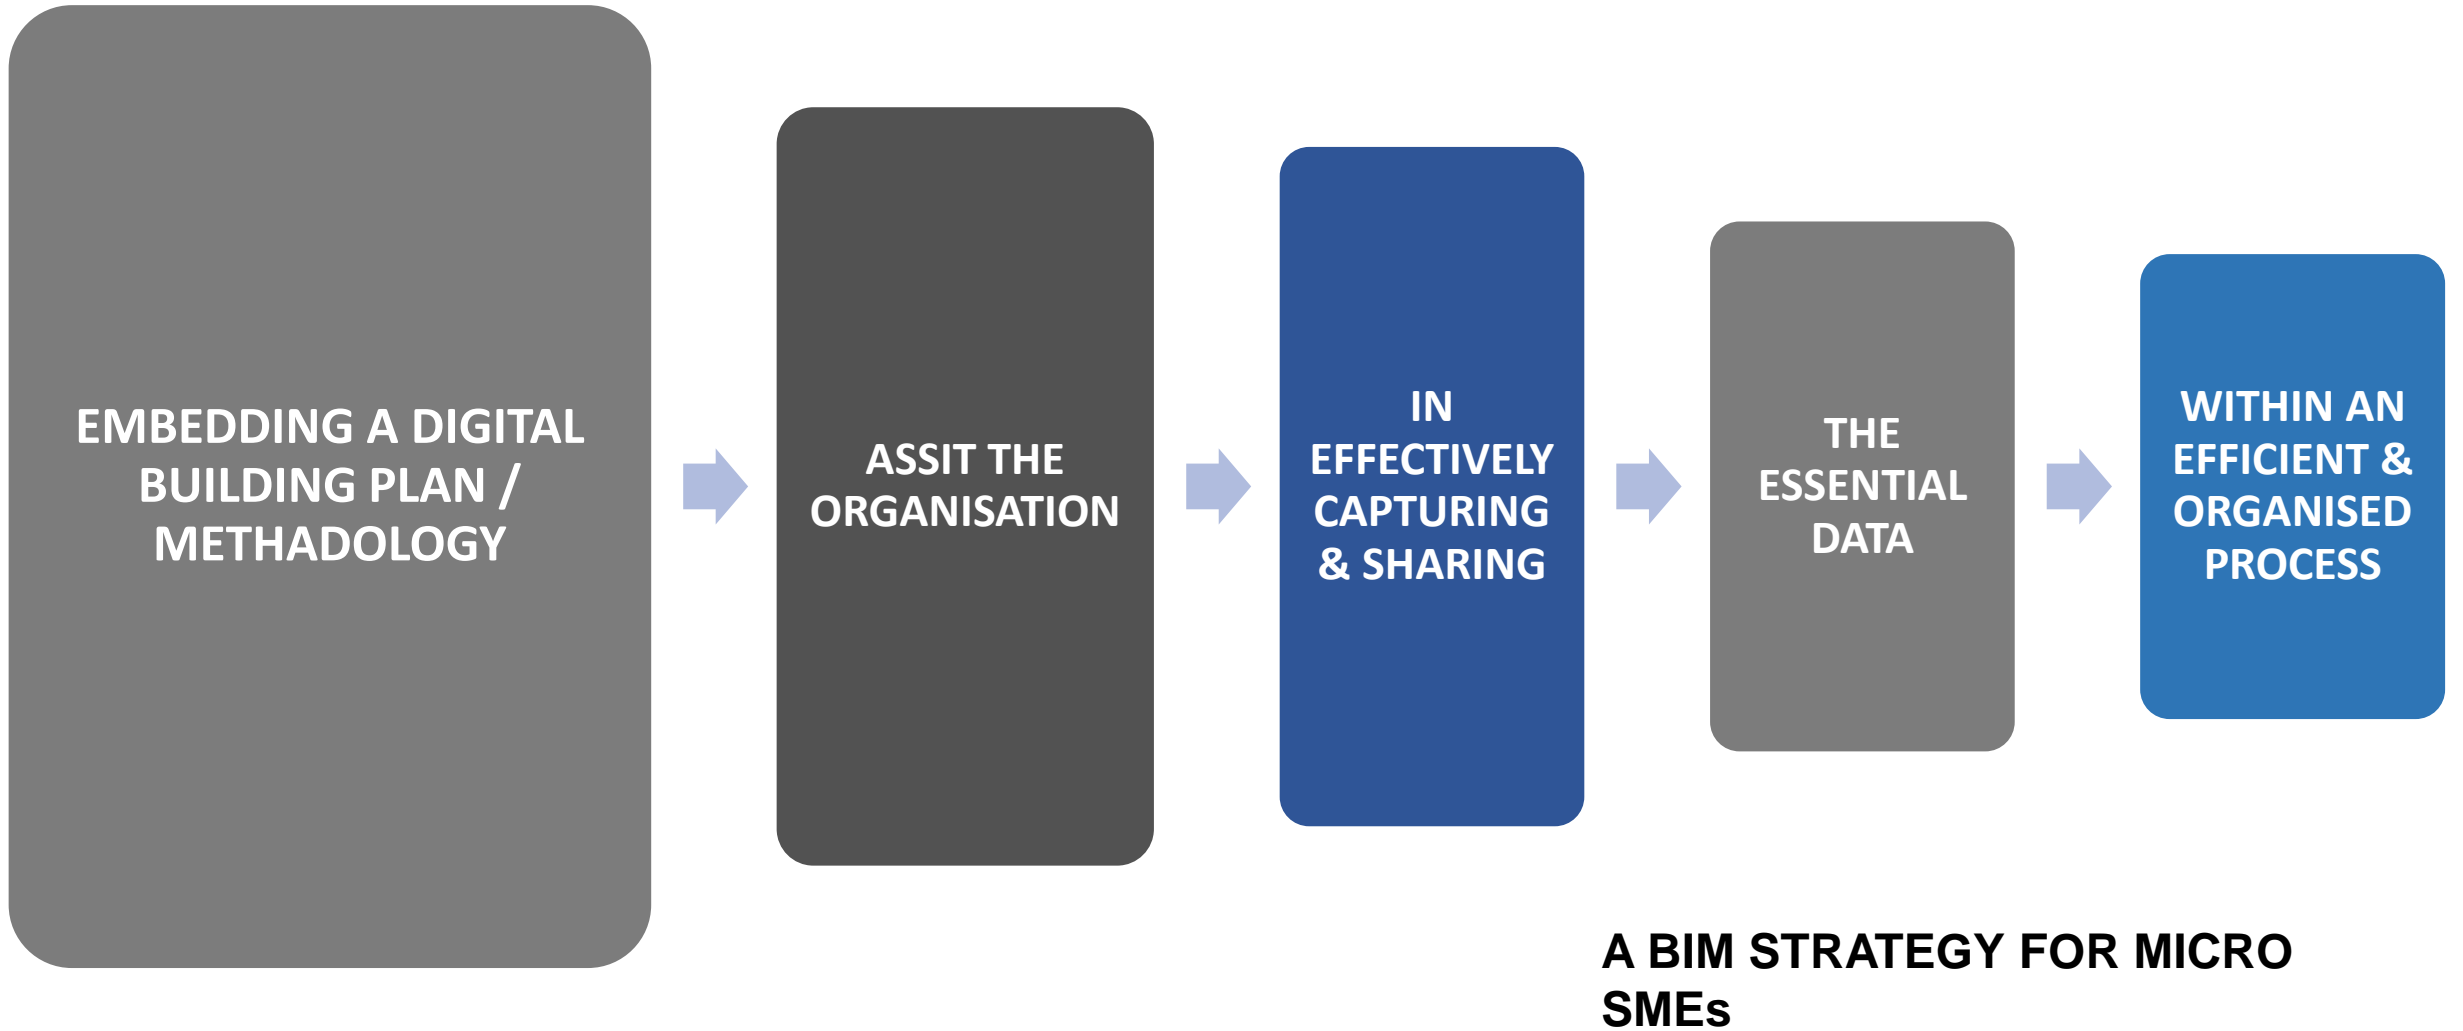 EMBEDDING A DIGITAL
BUILDING PLAN /
METHADOLOGY
ASSIT THE
ORGANISATION
IN
EFFECTIVELY
CAPTURING
& SHARING
THE
ESSENTIAL
DATA
WITHIN AN
EFFICIENT &
ORGANISED
PROCESS
A BIM STRATEGY FOR MICRO
SMEs